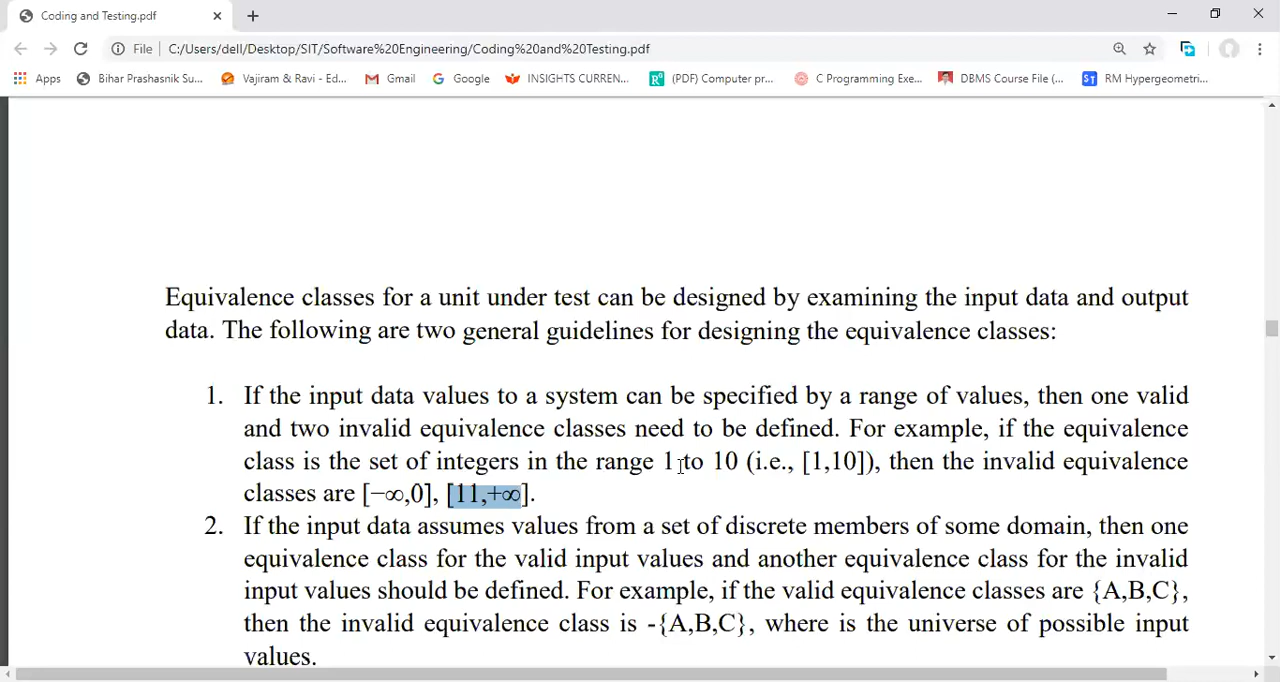 Coding and Testing.pdf
File C:/Users/dell/Desktop/SIT/Software%20Engineering/Coding%20and%20Testing.pdf
Apps Bihar Prashasnik Su... Vajiram & Ravi - Ed... Gmail Google INSIGHTS CURREN... (PDF) Computer pr... C Programming Exe... DBMS Course File (... ST RM Hypergeometri...
Equivalence classes for a unit under test can be designed by examining the input data and output
data. The following are two general guidelines for designing the equivalence classes:
1. If the input data values to a system can be specified by a range of values, then one valid
and two invalid equivalence classes need to be defined. For example, if the equivalence
class is the set of integers in the range 1 to 10 (i.e., [1,10]), then the invalid equivalence
classes are [−∞,0], [11,+∞].
2. If the input data assumes values from a set of discrete members of some domain, then one
equivalence class for the valid input values and another equivalence class for the invalid
input values should be defined. For example, if the valid equivalence classes are {A,B,C},
then the invalid equivalence class is -{A,B,C}, where is the universe of possible input
values.